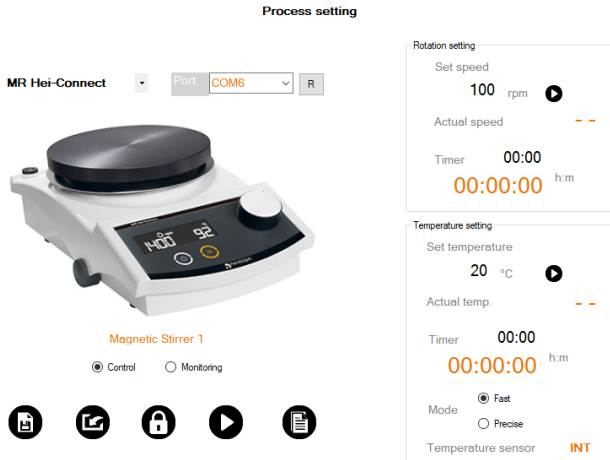 Process setting
MR Hei-Connect
Port:
COM6
R
1400
92
heidolph
Magnetic Stirrer 1
Control
Monitoring
Rotation setting
Set speed
100 rpm
Actual speed - -
Timer 00:00
00:00:00 h:m
Temperature setting
Set temperature
20 °C
Actual temp. - -
Timer 00:00
00:00:00 h:m
Mode
Fast
Precise
Temperature sensor INT